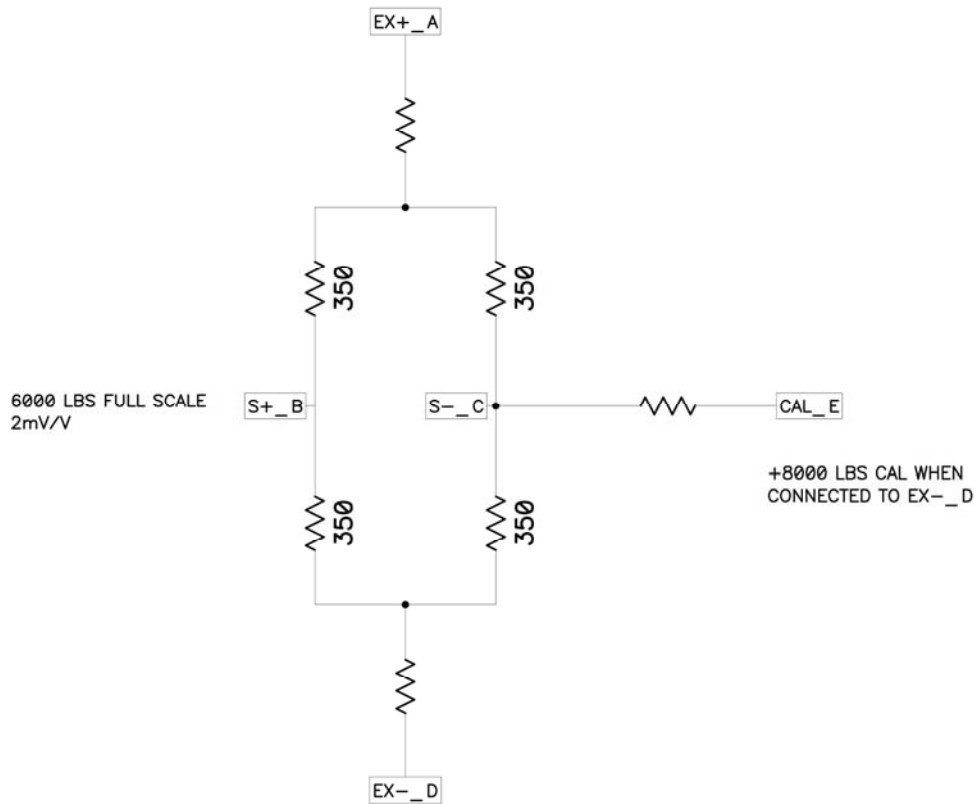 EX+_A
350
350
6000 LBS FULL SCALE
2mV/V
S+_B
S-_C
CAL_E
+8000 LBS CAL WHEN
CONNECTED TO EX-_D
350
350
EX-_D